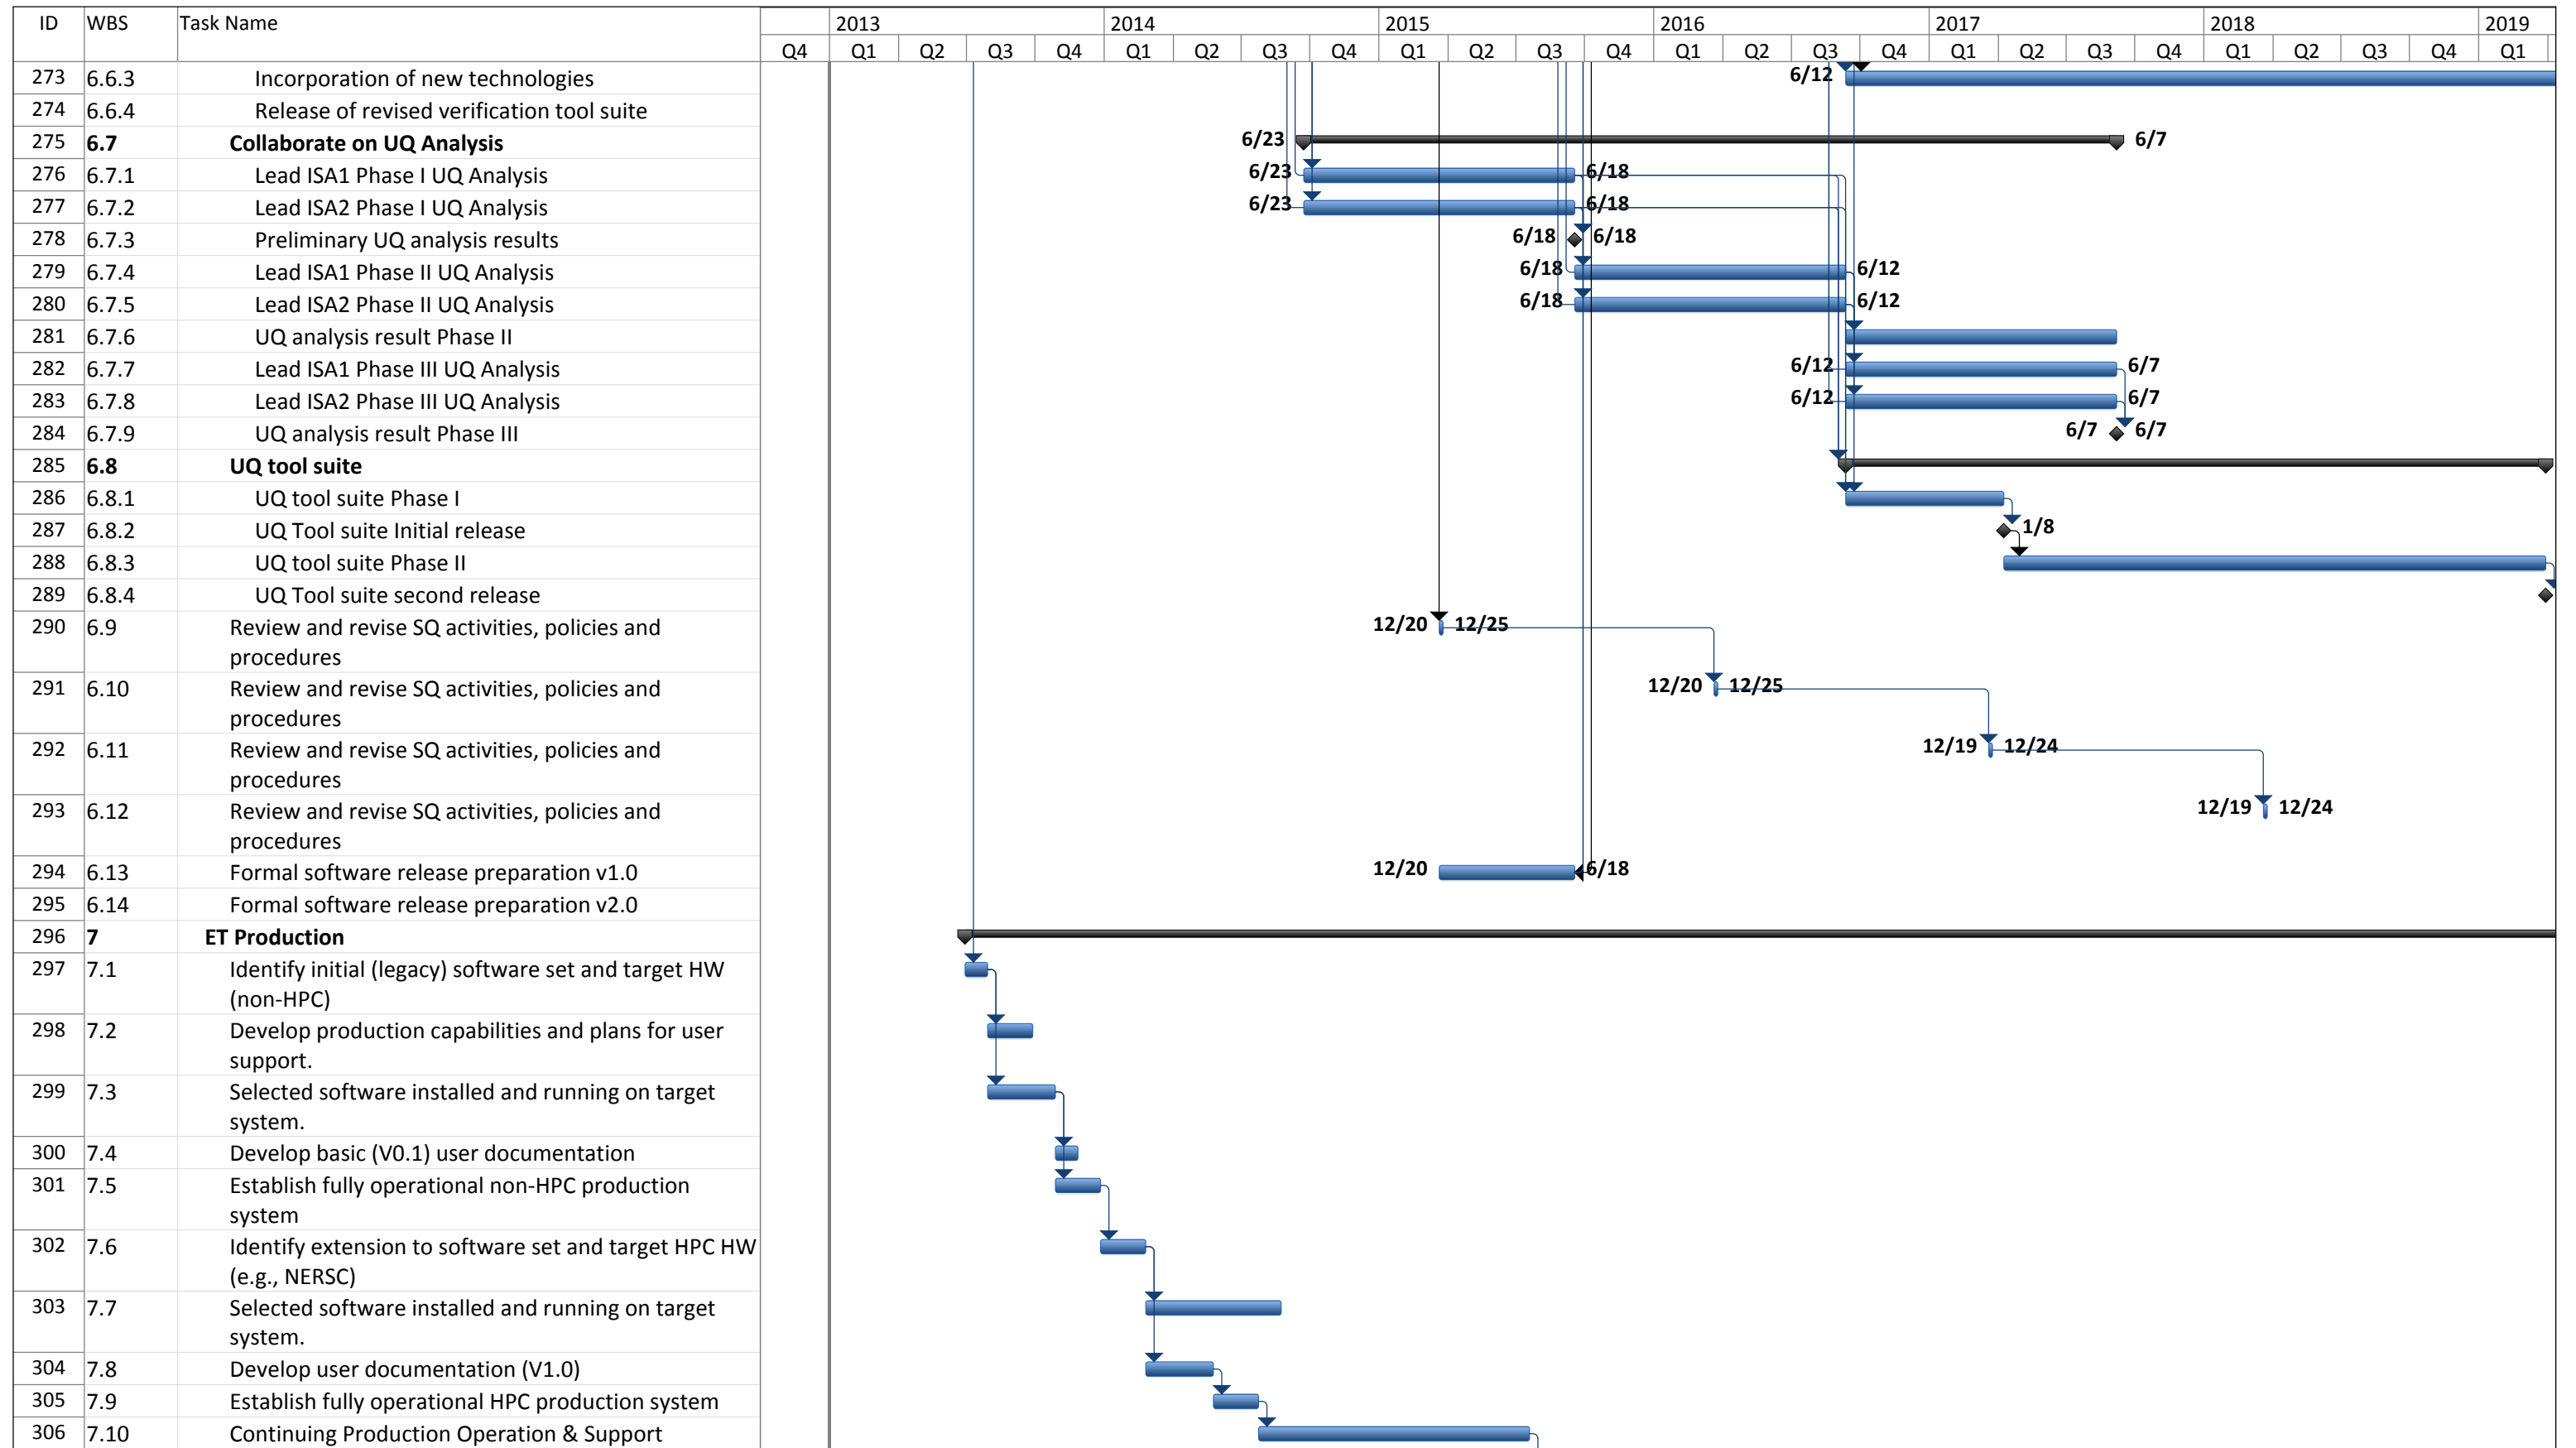 ID WBS Task Name 2013 2014 2015 2016 2017 2018 2019
Q4 Q1 Q2 Q3 Q4 Q1 Q2 Q3 Q4 Q1 Q2 Q3 Q4 Q1 Q2 Q3 Q4 Q1 Q2 Q3 Q4 Q1 Q2 Q3 Q4 Q1
273 6.6.3 Incorporation of new technologies 6/12
274 6.6.4 Release of revised verification tool suite
275 6.7 Collaborate on UQ Analysis 6/23 6/7
276 6.7.1 Lead ISA1 Phase I UQ Analysis 6/23 6/18
277 6.7.2 Lead ISA2 Phase I UQ Analysis 6/23 6/18
278 6.7.3 Preliminary UQ analysis results 6/18 6/18
279 6.7.4 Lead ISA1 Phase II UQ Analysis 6/18 6/12
280 6.7.5 Lead ISA2 Phase II UQ Analysis 6/18 6/12
281 6.7.6 UQ analysis result Phase II
282 6.7.7 Lead ISA1 Phase III UQ Analysis 6/12 6/7
283 6.7.8 Lead ISA2 Phase III UQ Analysis 6/12 6/7
284 6.7.9 UQ analysis result Phase III 6/7 6/7
285 6.8 UQ tool suite
286 6.8.1 UQ tool suite Phase I
287 6.8.2 UQ Tool suite Initial release 1/8
288 6.8.3 UQ tool suite Phase II
289 6.8.4 UQ Tool suite second release
290 6.9 Review and revise SQ activities, policies and 12/20 12/25
procedures
291 6.10 Review and revise SQ activities, policies and 12/20 12/25
procedures
292 6.11 Review and revise SQ activities, policies and 12/19 12/24
procedures
293 6.12 Review and revise SQ activities, policies and 12/19 12/24
procedures
294 6.13 Formal software release preparation v1.0 12/20 6/18
295 6.14 Formal software release preparation v2.0
296 7 ET Production
297 7.1 Identify initial (legacy) software set and target HW
(non-HPC)
298 7.2 Develop production capabilities and plans for user
support.
299 7.3 Selected software installed and running on target
system.
300 7.4 Develop basic (V0.1) user documentation
301 7.5 Establish fully operational non-HPC production
system
302 7.6 Identify extension to software set and target HPC HW
(e.g., NERSC)
303 7.7 Selected software installed and running on target
system.
304 7.8 Develop user documentation (V1.0)
305 7.9 Establish fully operational HPC production system
306 7.10 Continuing Production Operation & Support